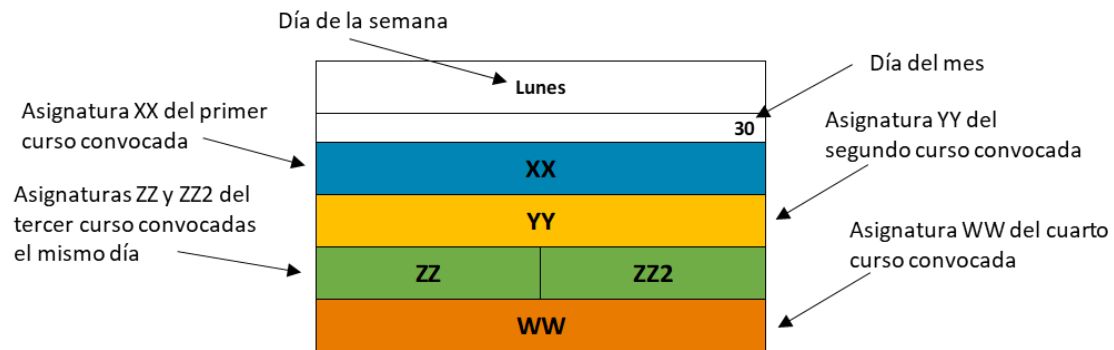 Día de la semana
Lunes
Día del mes
30
Asignatura XX del primer
curso convocada
XX
Asignatura YY del
segundo curso convocada
YY
Asignaturas ZZ y ZZ2 del
tercer curso convocadas
el mismo día
ZZ
ZZ2
Asignatura WW del cuarto
curso convocada
WW